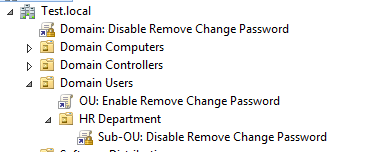 Test.local
Domain: Disable Remove Change Password
Domain Computers
Domain Controllers
Domain Users
OU: Enable Remove Change Password
HR Department
Sub-OU: Disable Remove Change Password